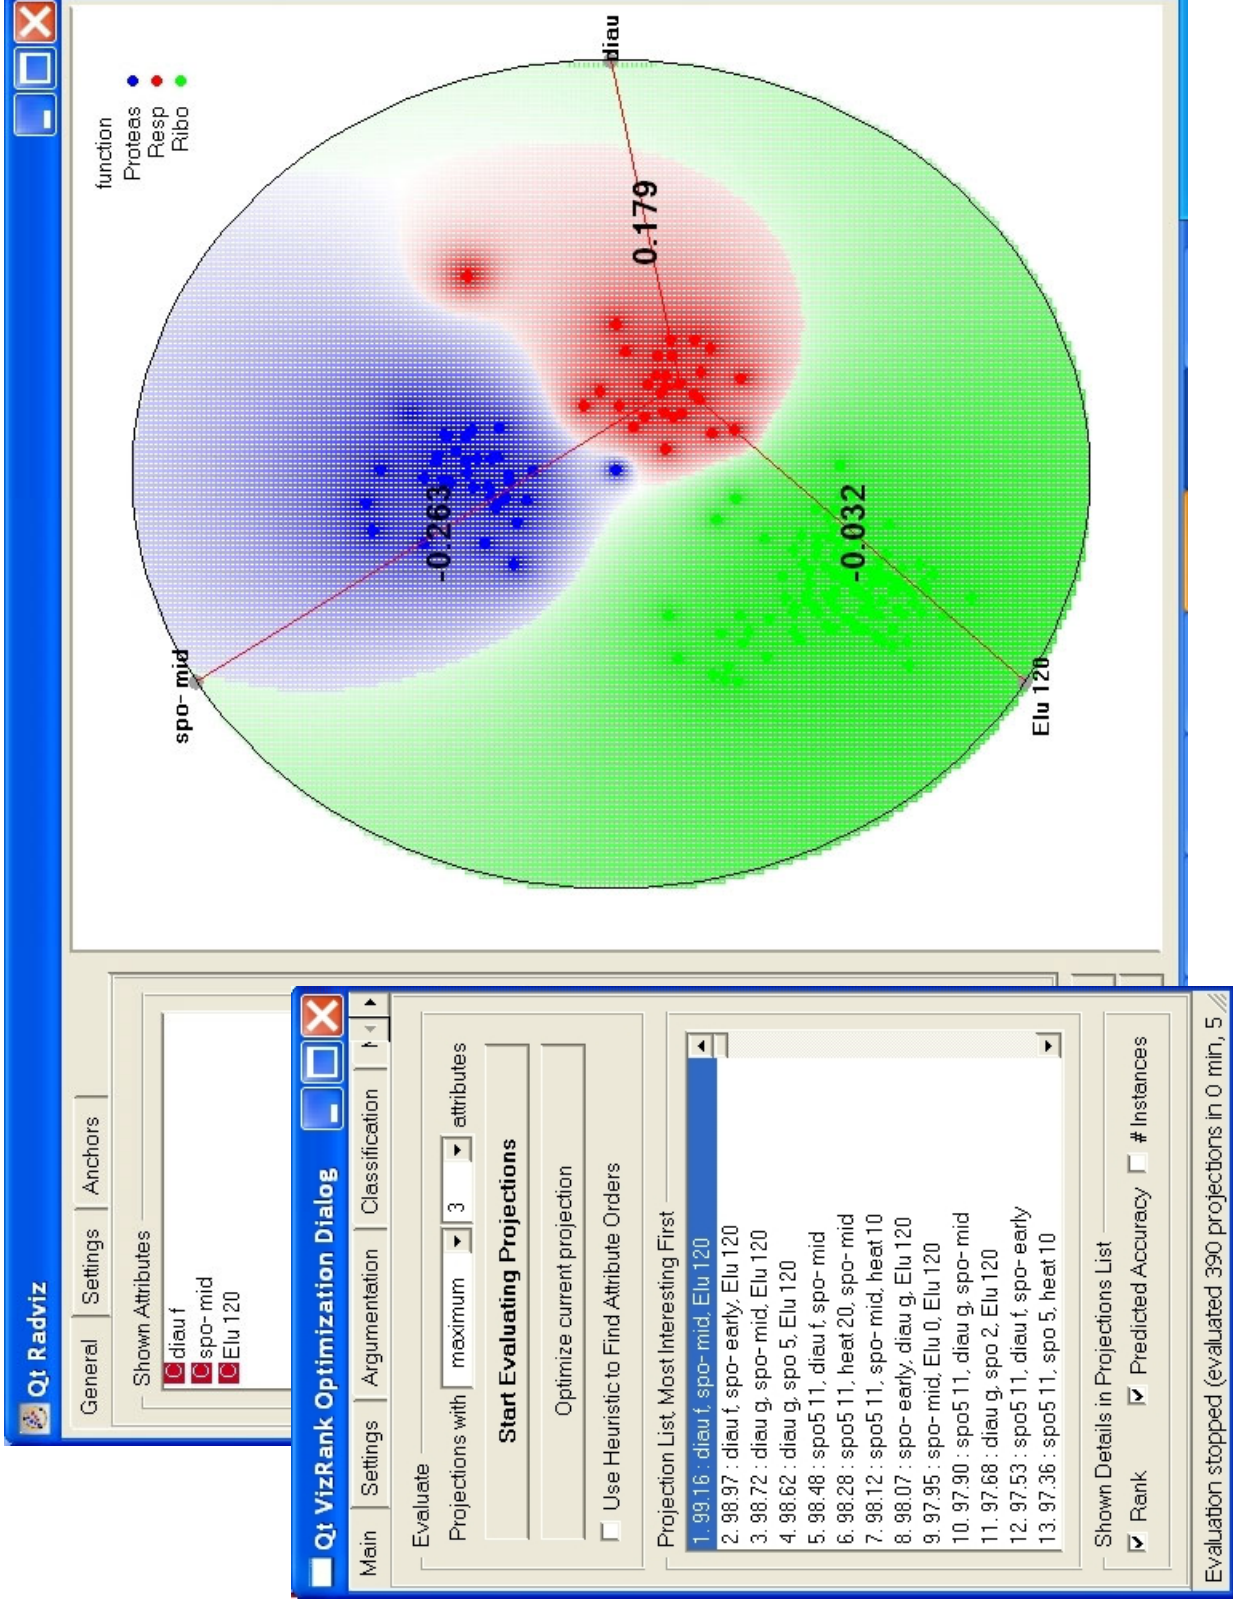 Qt Radviz
General
Settings
Anchors
Shown Attributes
C diau f
C spo- mid
C Elu 120
function
Proteas
Resp
Ribo
spo- mid
diau
Elu 120
-0.263
0.179
-0.032
Qt VizRank Optimization Dialog
Main
Settings
Argumentation
Classification
Evaluate
Projections with maximum 3 attributes
Start Evaluating Projections
Optimize current projection
Use Heuristic to Find Attribute Orders
Projection List, Most Interesting First
1. 99.16 : diau f, spo- mid, Elu 120
2. 98.97 : diau f, spo- early, Elu 120
3. 98.72 : diau g, spo- mid, Elu 120
4. 98.62 : diau g, spo 5, Elu 120
5. 98.48 : spo5 11, diau f, spo- mid
6. 98.28 : spo5 11, heat 20, spo- mid
7. 98.12 : spo5 11, spo- mid, heat 10
8. 98.07 : spo- early, diau g, Elu 120
9. 97.95 : spo- mid, Elu 0, Elu 120
10. 97.90 : spo5 11, diau g, spo- mid
11. 97.68 : diau g, spo 2, Elu 120
12. 97.53 : spo5 11, diau f, spo- early
13. 97.36 : spo5 11, spo 5, heat 10
Shown Details in Projections List
Rank
Predicted Accuracy
# Instances
Evaluation stopped (evaluated 390 projections in 0 min, 5